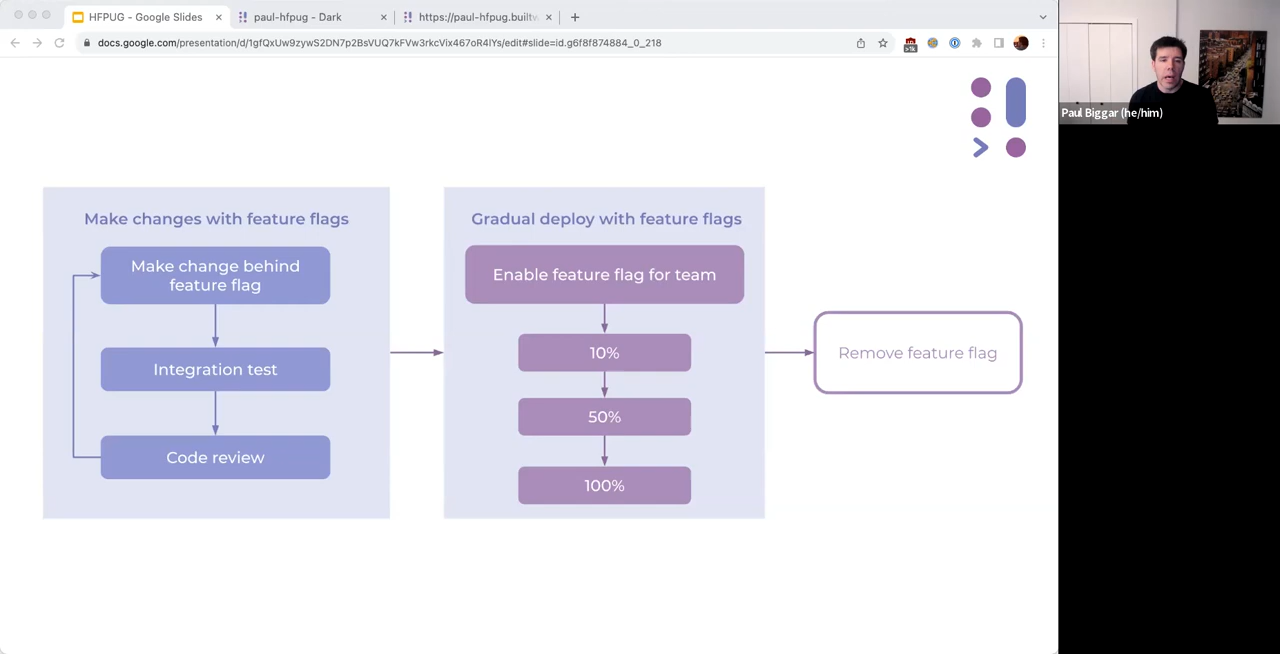 HFPUG - Google Slides
paul-hfpug - Dark
https://paul-hfpug.builtw
docs.google.com/presentation/d/1gfQxUw9zywS2DN7p2BsVUQ7kFVw3rkcVix467oR4lYs/edit#slide=id.g6f8f874884_0_218
Paul Biggar (he/him)
Make changes with feature flags
Make change behind
feature flag
Integration test
Code review
Gradual deploy with feature flags
Enable feature flag for team
10%
50%
100%
Remove feature flag